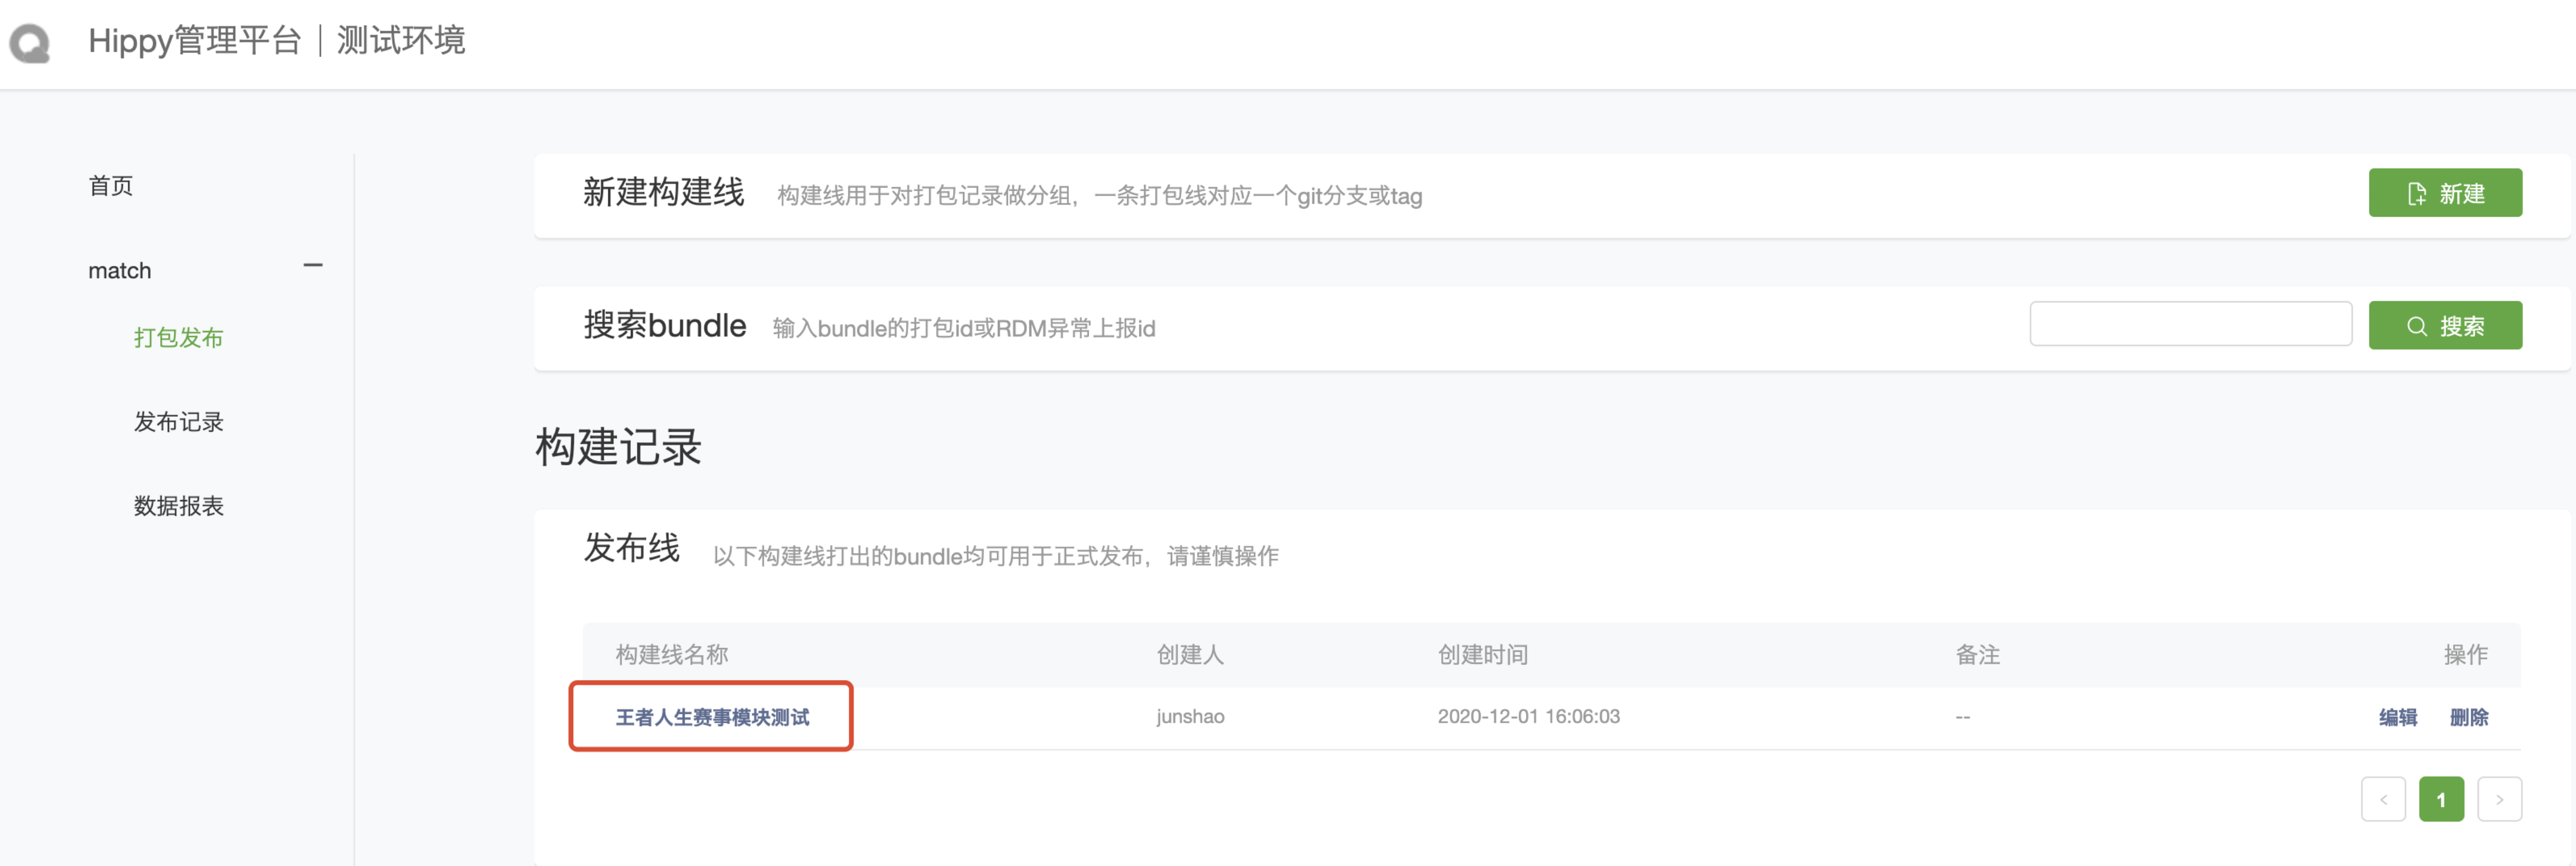 Hippy管理平台｜测试环境
首页
match
打包发布
发布记录
数据报表
新建构建线 构建线用于对打包记录做分组，一条打包线对应一个git分支或tag 新建
搜索bundle 输入bundle的打包id或RDM异常上报id 搜索
构建记录
发布线 以下构建线打出的bundle均可用于正式发布，请谨慎操作
构建线名称 创建人 创建时间 备注 操作
王者人生赛事模块测试 junshao 2020-12-01 16:06:03 -- 编辑 删除
< 1 >